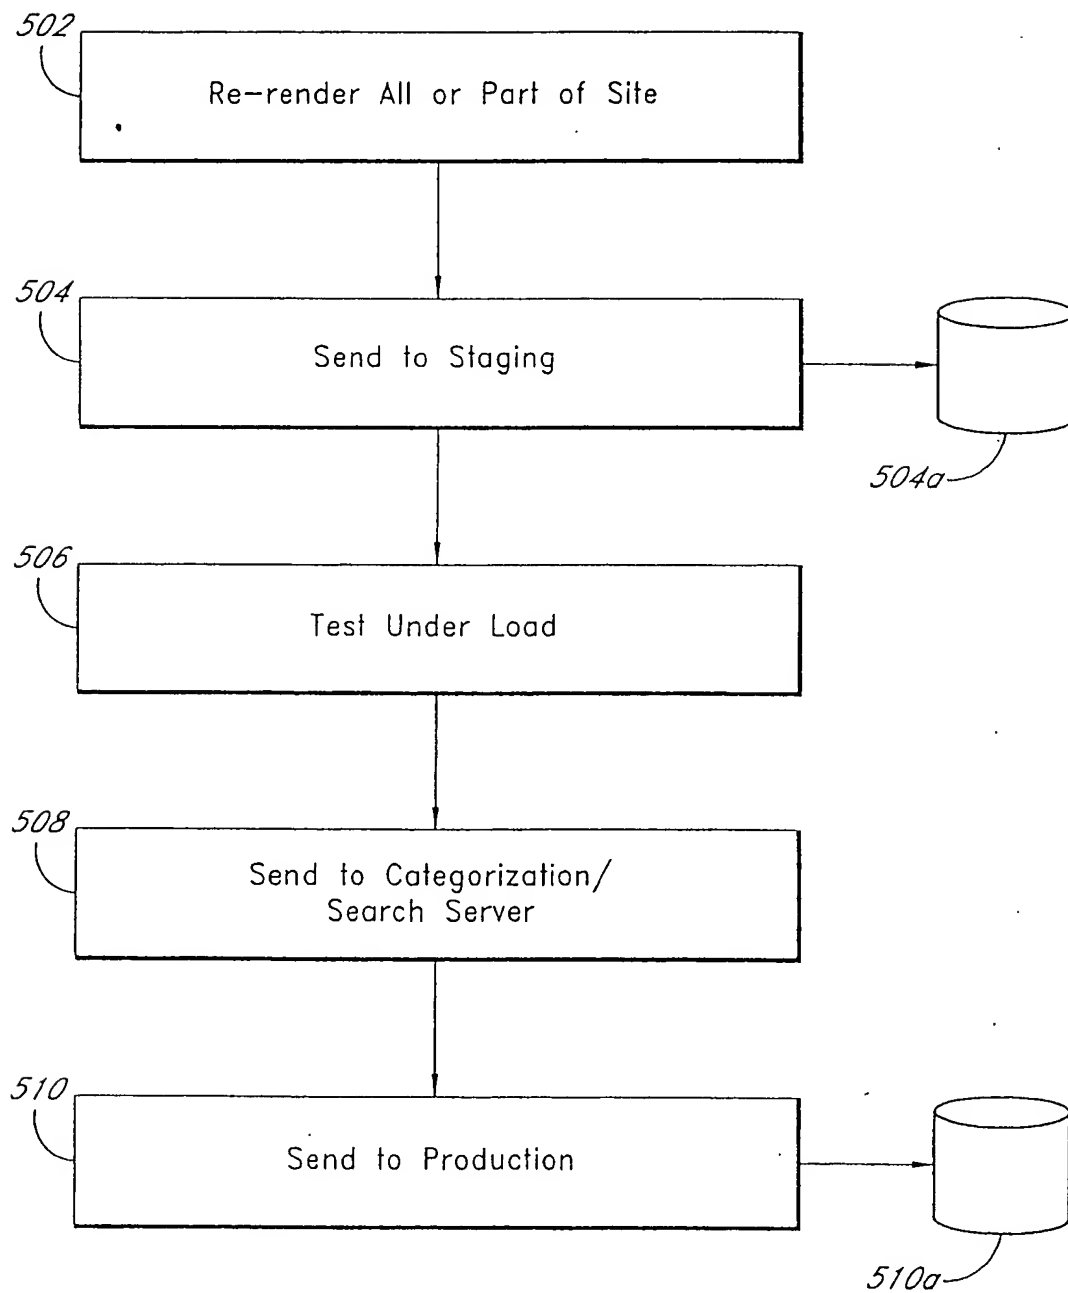 502
Re-render All or Part of Site
504
Send to Staging
504a
506
Test Under Load
508
Send to Categorization/
Search Server
510
Send to Production
510a